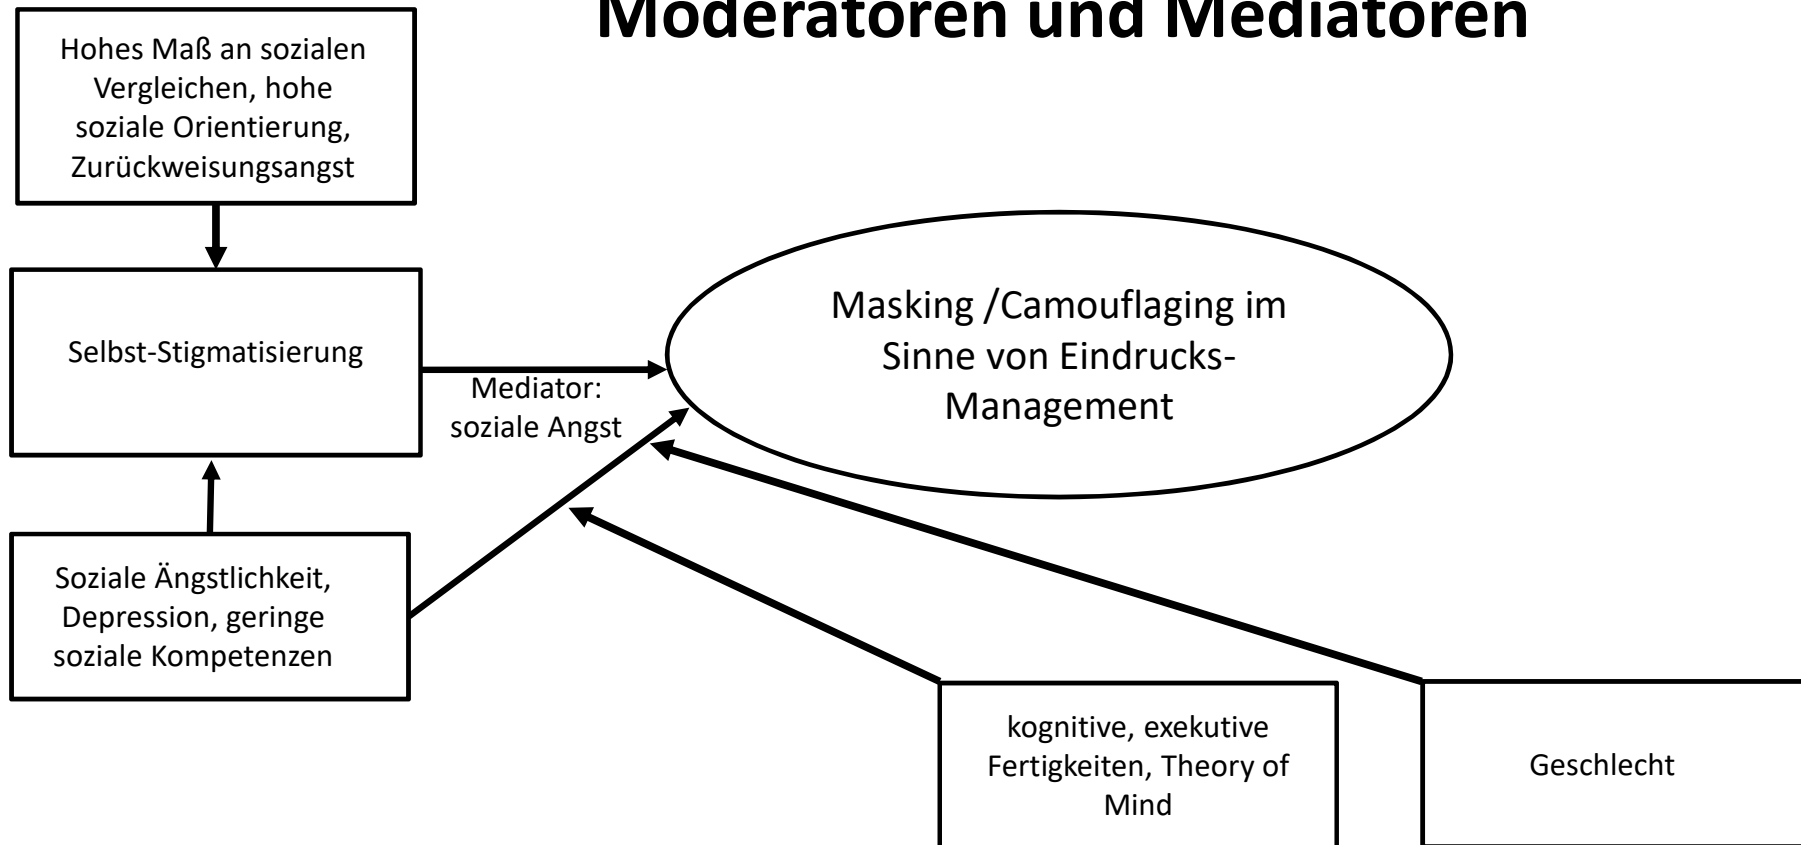 Moderatoren und Mediatoren
Hohes Maß an sozialen
Vergleichen, hohe
soziale Orientierung,
Zurückweisungsangst
Selbst-Stigmatisierung
Mediator:
soziale Angst
Masking /Camouflaging im
Sinne von Eindrucks-
Management
Soziale Ängstlichkeit,
Depression, geringe
soziale Kompetenzen
kognitive, exekutive
Fertigkeiten, Theory of
Mind
Geschlecht